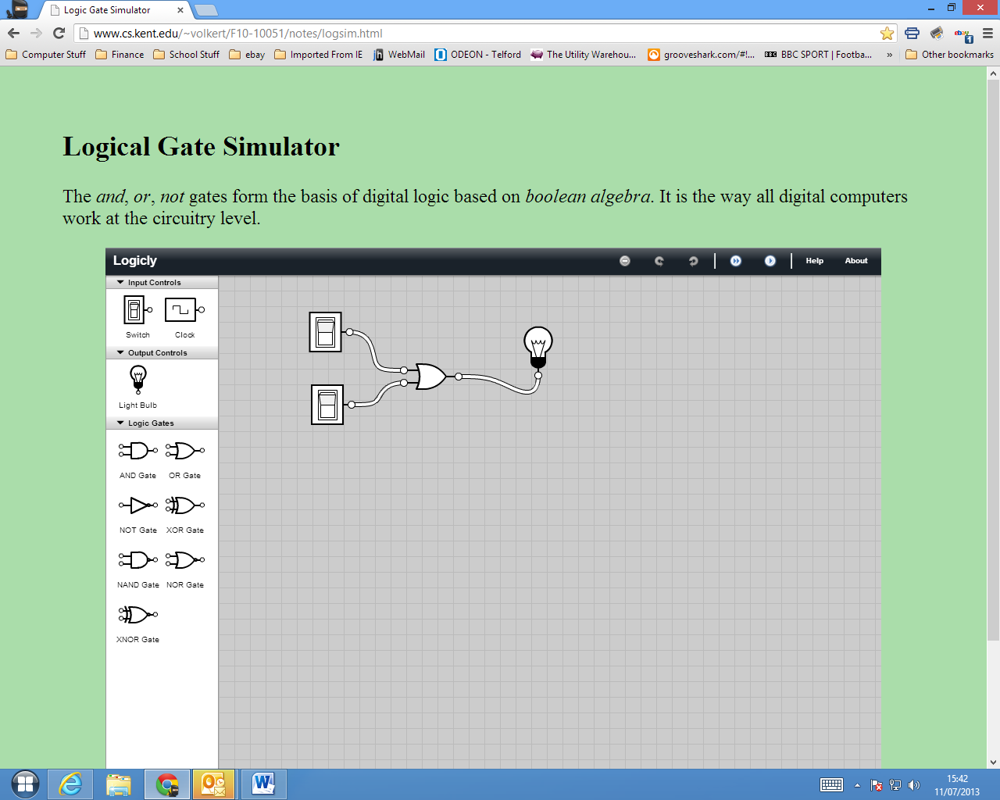 Logic Gate Simulator
www.cs.kent.edu/~volkert/F10-10051/notes/logsim.html
ebay 1
Computer Stuff Finance School Stuff ebay Imported From IE jh WebMail O ODEON - Telford The Utility Warehou... grooveshark.com/#!... BBC BBC SPORT | Footba... » Other bookmarks
Logical Gate Simulator
The and, or, not gates form the basis of digital logic based on boolean algebra. It is the way all digital computers
work at the circuitry level.
Logicly Help About
Input Controls
Switch Clock
Output Controls
Light Bulb
Logic Gates
AND Gate OR Gate
NOT Gate XOR Gate
NAND Gate NOR Gate
XNOR Gate
15:42
11/07/2013